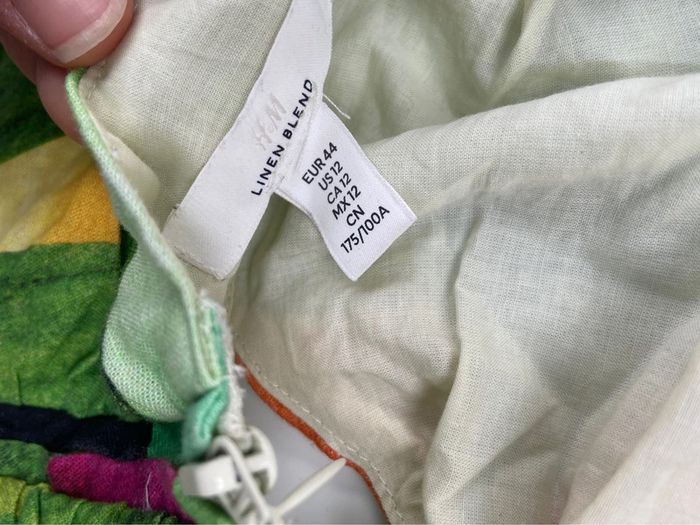 H&M
LINEN BLEND
EUR 44
US 12
CA 12
MX 12
CN
175/100A